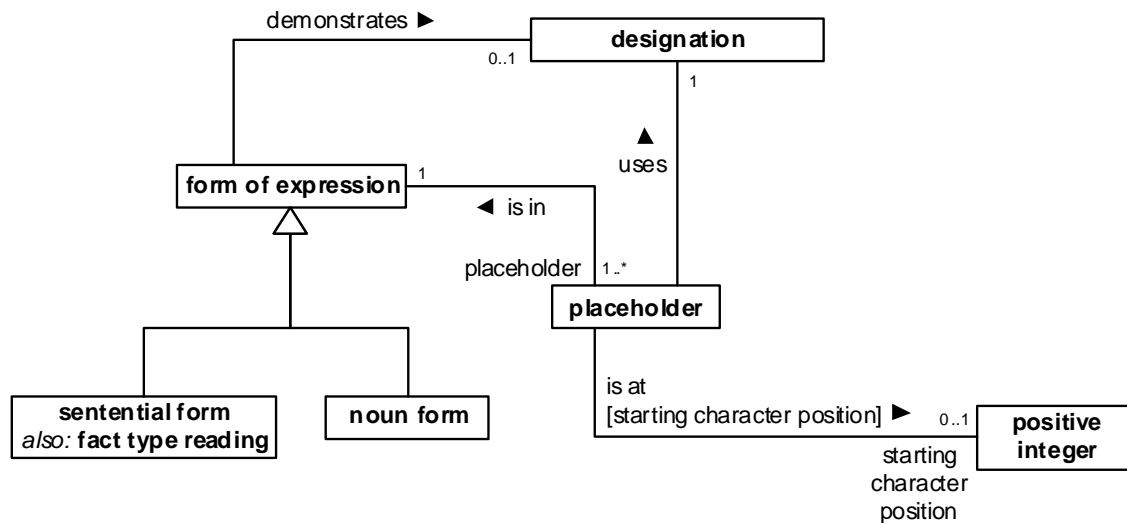 demonstrates ►
designation
0..1
1
▲
uses
form of expression
1
◄ is in
placeholder
1..*
placeholder
is at
[starting character position] ►
0..1
sentential form
also: fact type reading
noun form
positive
integer
starting
character
position